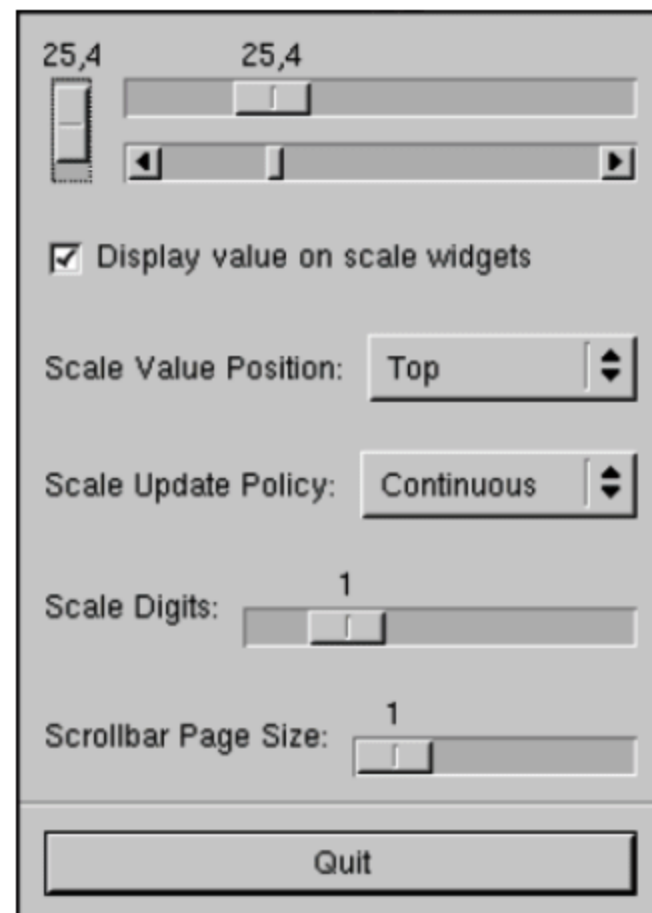 25,4 25,4
Display value on scale widgets
Scale Value Position: Top
Scale Update Policy: Continuous
1
Scale Digits:
1
Scrollbar Page Size:
Quit